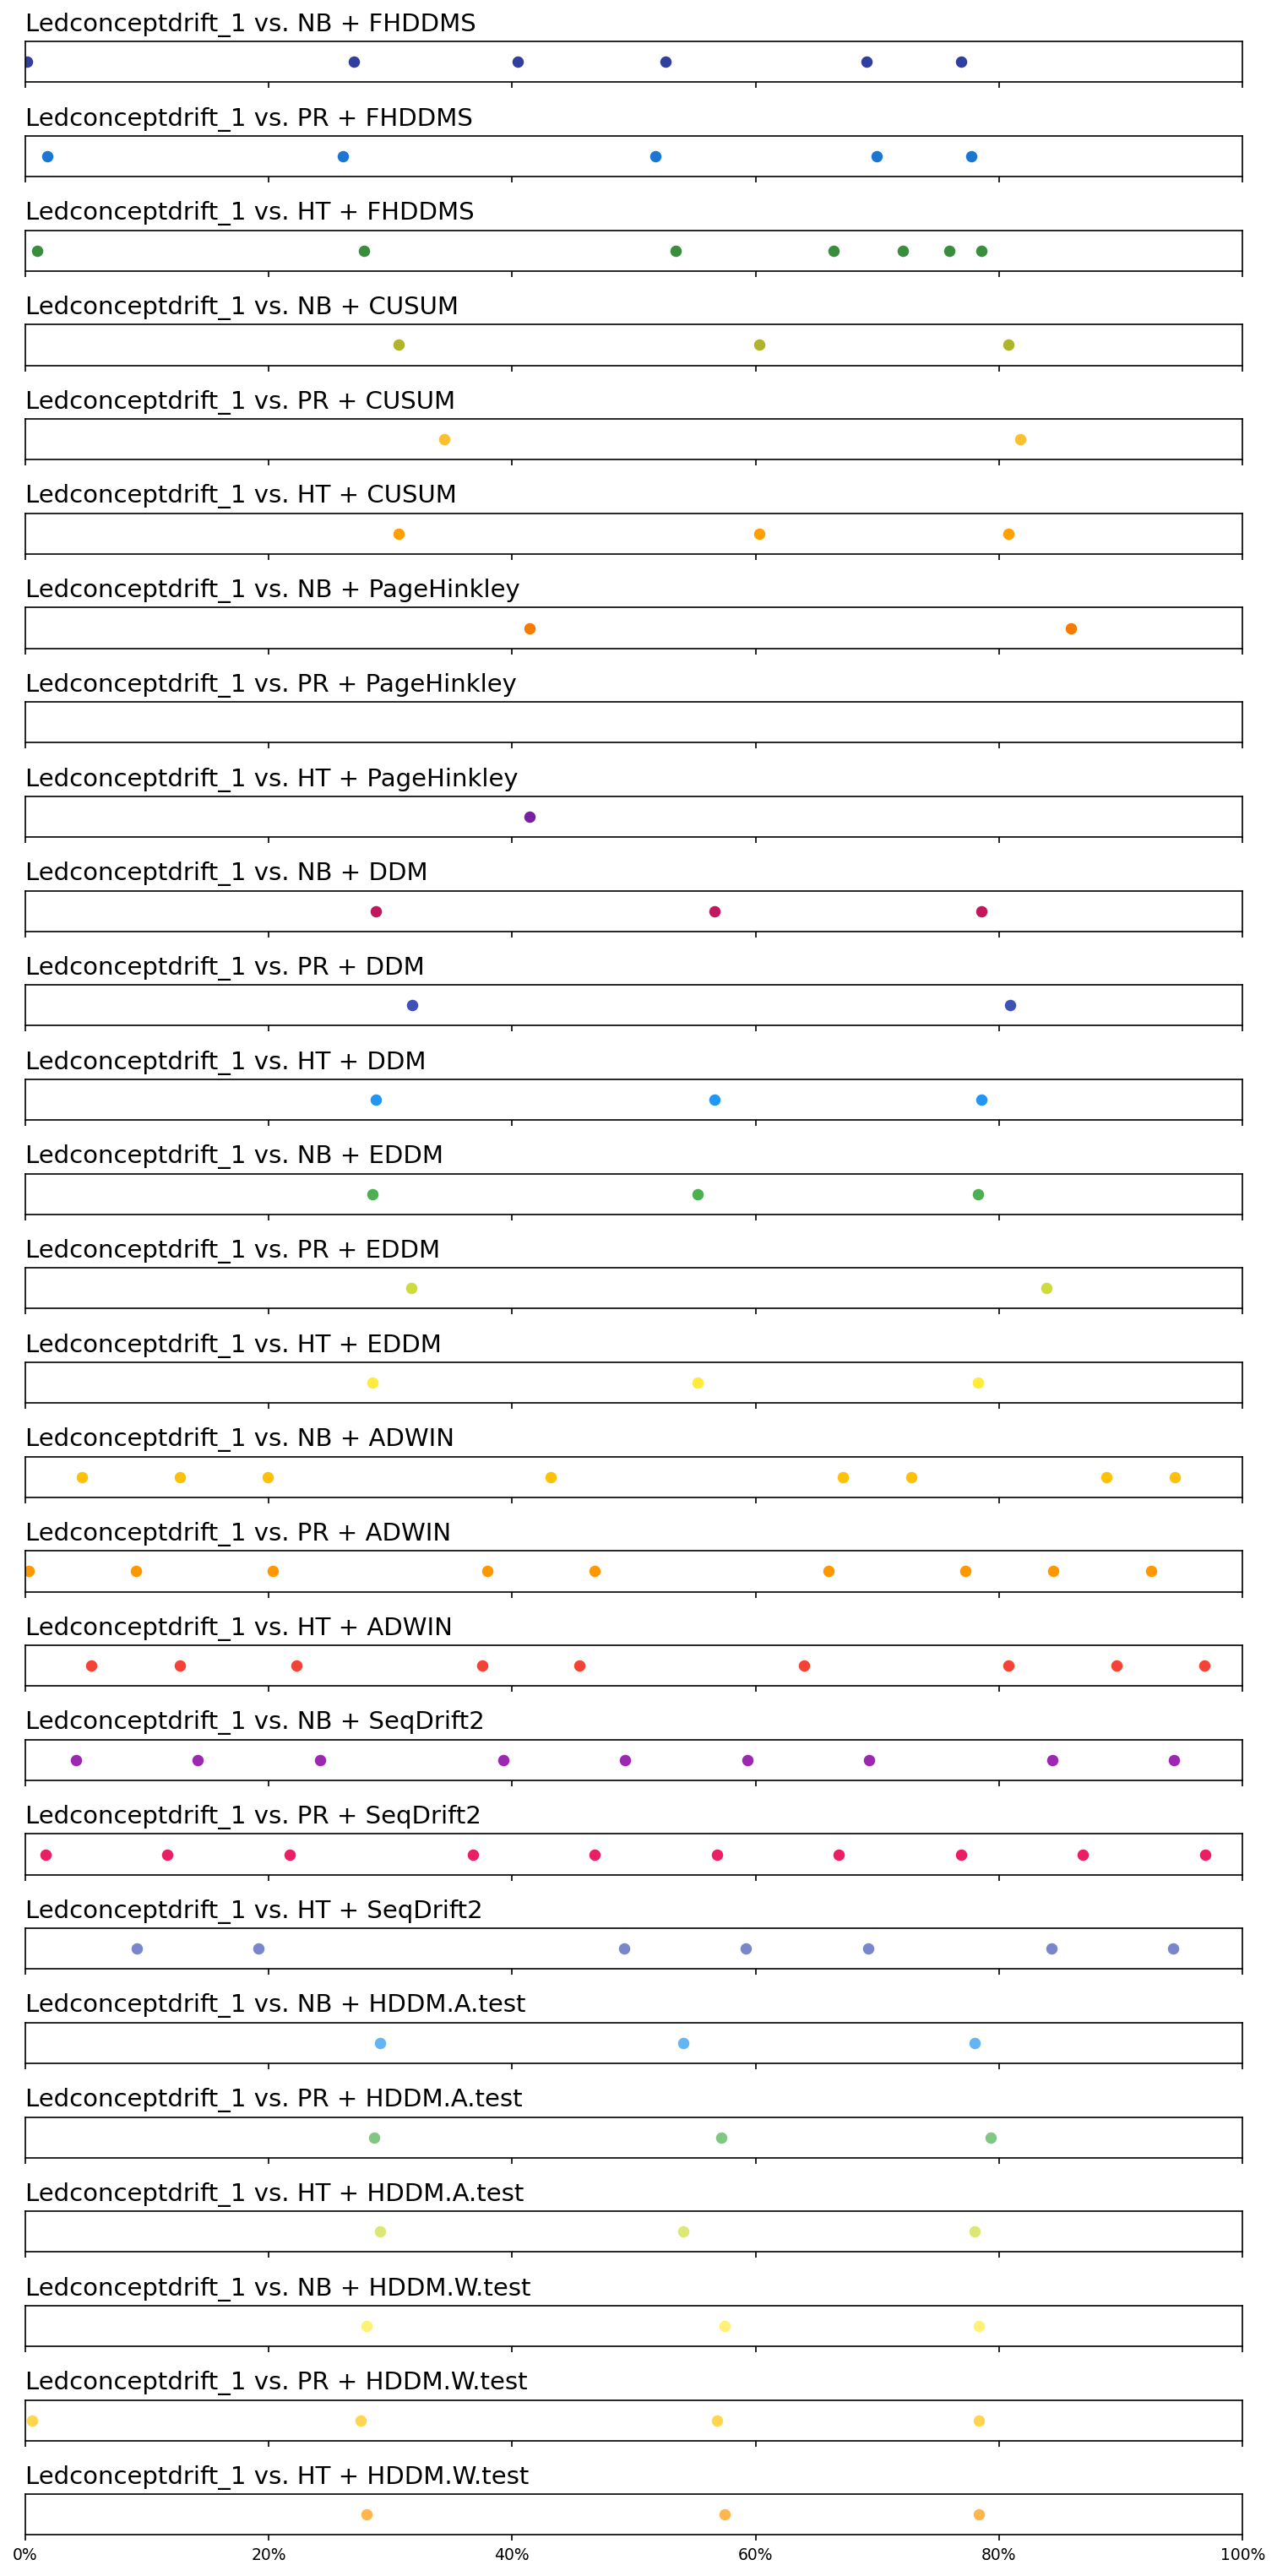 Ledconceptdrift_1 vs. NB + FHDDMS
Ledconceptdrift_1 vs. PR + FHDDMS
Ledconceptdrift_1 vs. HT + FHDDMS
Ledconceptdrift_1 vs. NB + CUSUM
Ledconceptdrift_1 vs. PR + CUSUM
Ledconceptdrift_1 vs. HT + CUSUM
Ledconceptdrift_1 vs. NB + PageHinkley
Ledconceptdrift_1 vs. PR + PageHinkley
Ledconceptdrift_1 vs. HT + PageHinkley
Ledconceptdrift_1 vs. NB + DDM
Ledconceptdrift_1 vs. PR + DDM
Ledconceptdrift_1 vs. HT + DDM
Ledconceptdrift_1 vs. NB + EDDM
Ledconceptdrift_1 vs. PR + EDDM
Ledconceptdrift_1 vs. HT + EDDM
Ledconceptdrift_1 vs. NB + ADWIN
Ledconceptdrift_1 vs. PR + ADWIN
Ledconceptdrift_1 vs. HT + ADWIN
Ledconceptdrift_1 vs. NB + SeqDrift2
Ledconceptdrift_1 vs. PR + SeqDrift2
Ledconceptdrift_1 vs. HT + SeqDrift2
Ledconceptdrift_1 vs. NB + HDDM.A.test
Ledconceptdrift_1 vs. PR + HDDM.A.test
Ledconceptdrift_1 vs. HT + HDDM.A.test
Ledconceptdrift_1 vs. NB + HDDM.W.test
Ledconceptdrift_1 vs. PR + HDDM.W.test
Ledconceptdrift_1 vs. HT + HDDM.W.test
0% 20% 40% 60% 80% 100%